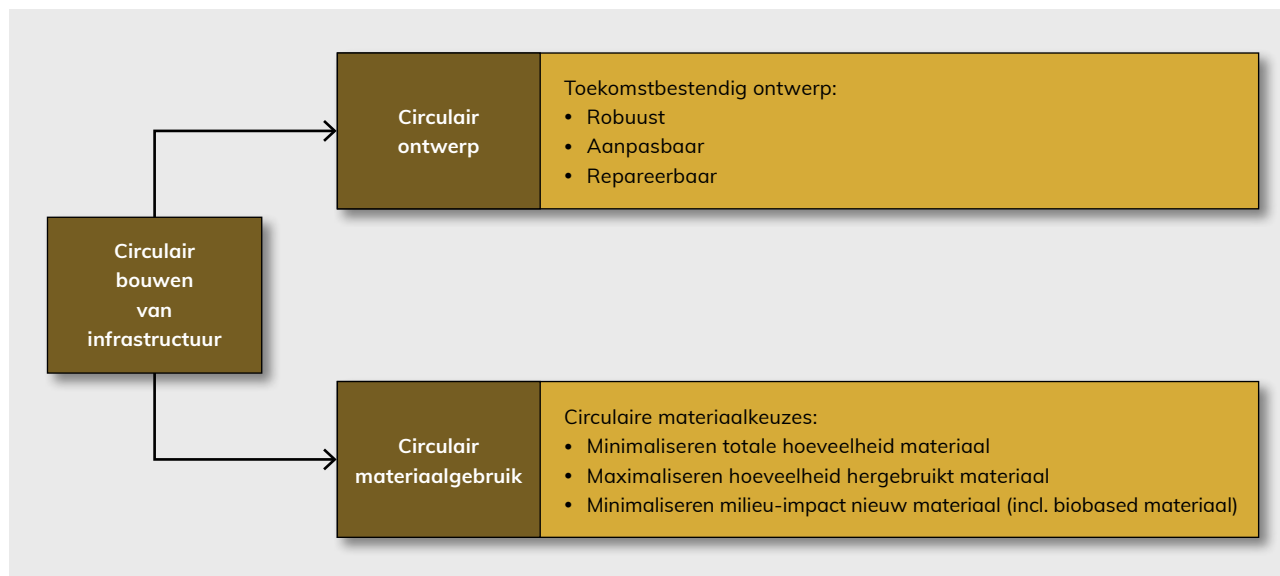 Circulair
ontwerp
Toekomstbestendig ontwerp:
• Robuust
• Aanpasbaar
• Repareerbaar
Circulair
bouwen
van
infrastructuur
Circulair
materiaalgebruik
Circulaire materiaalkeuzes:
• Minimaliseren totale hoeveelheid materiaal
• Maximaliseren hoeveelheid hergebruikt materiaal
• Minimaliseren milieu-impact nieuw materiaal (incl. biobased materiaal)